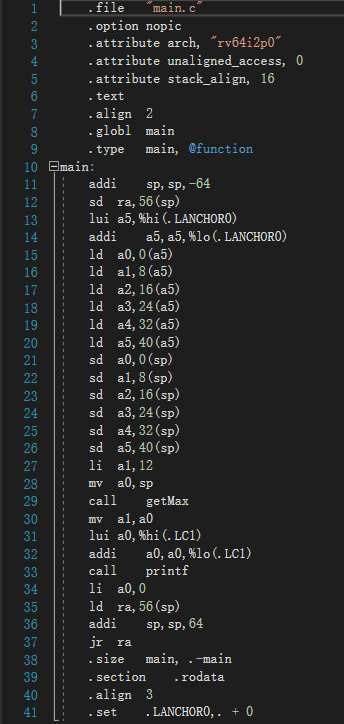 1 .file "main.c"
2 .option nopic
3 .attribute arch, "rv64i2p0"
4 .attribute unaligned_access, 0
5 .attribute stack_align, 16
6 .text
7 .align 2
8 .globl main
9 .type main, @function
10 main:
11 addi sp,sp,-64
12 sd ra,56(sp)
13 lui a5,%hi(.LANCHOR0)
14 addi a5,a5,%lo(.LANCHOR0)
15 ld a0,0(a5)
16 ld a1,8(a5)
17 ld a2,16(a5)
18 ld a3,24(a5)
19 ld a4,32(a5)
20 ld a5,40(a5)
21 sd a0,0(sp)
22 sd a1,8(sp)
23 sd a2,16(sp)
24 sd a3,24(sp)
25 sd a4,32(sp)
26 sd a5,40(sp)
27 li a1,12
28 mv a0,sp
29 call getMax
30 mv a1,a0
31 lui a0,%hi(.LC1)
32 addi a0,a0,%lo(.LC1)
33 call printf
34 li a0,0
35 ld ra,56(sp)
36 addi sp,sp,64
37 jr ra
38 .size main, .-main
39 .section .rodata
40 .align 3
41 .set .LANCHOR0,. + 0